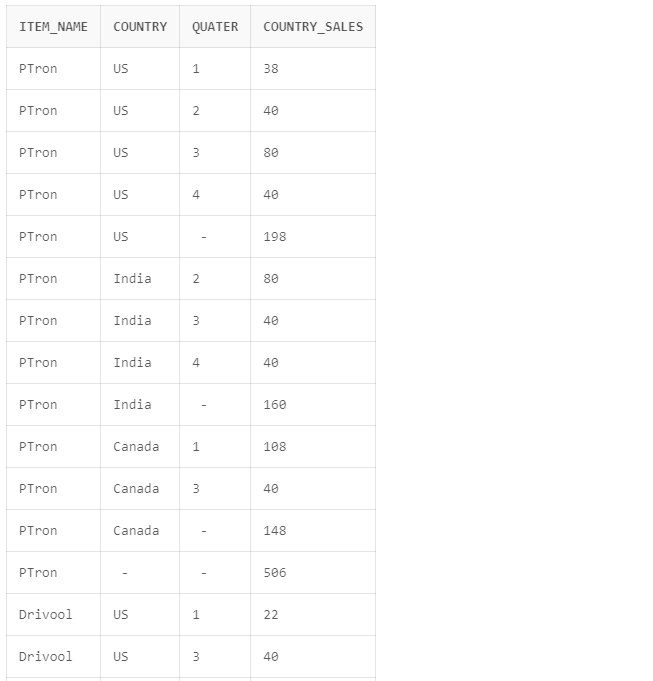 ITEM_NAME COUNTRY QUATER COUNTRY_SALES
PTron US 1 38
PTron US 2 40
PTron US 3 80
PTron US 4 40
PTron US - 198
PTron India 2 80
PTron India 3 40
PTron India 4 40
PTron India - 160
PTron Canada 1 108
PTron Canada 3 40
PTron Canada - 148
PTron - - 506
Drivool US 1 22
Drivool US 3 40